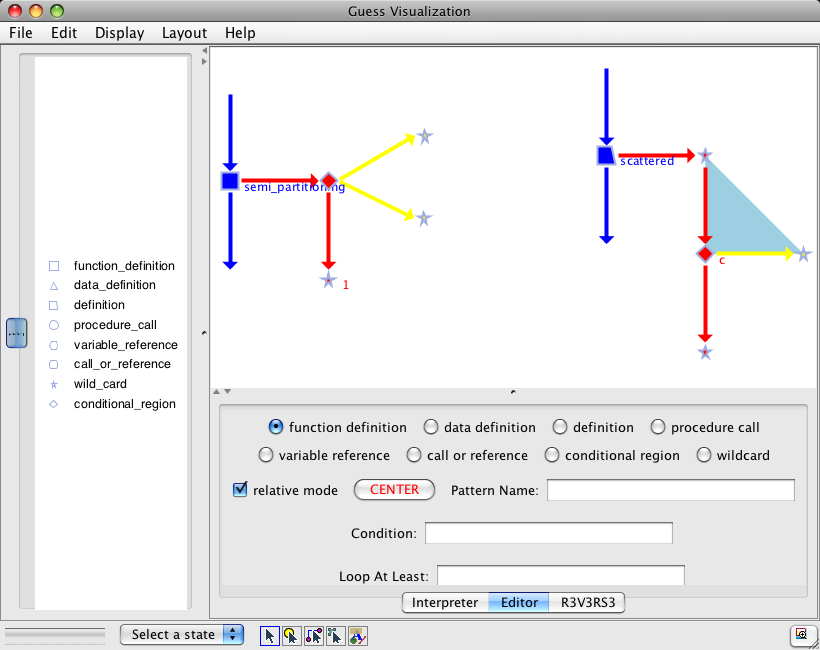 Guess Visualization
File Edit Display Layout Help
semi_partitioning
1
scattered
c
function_definition
data_definition
definition
procedure_call
variable_reference
call_or_reference
wild_card
conditional_region
function definition data definition definition procedure call
variable reference call or reference conditional region wildcard
relative mode CENTER Pattern Name:
Condition:
Loop At Least:
Interpreter Editor R3V3RS3
Select a state